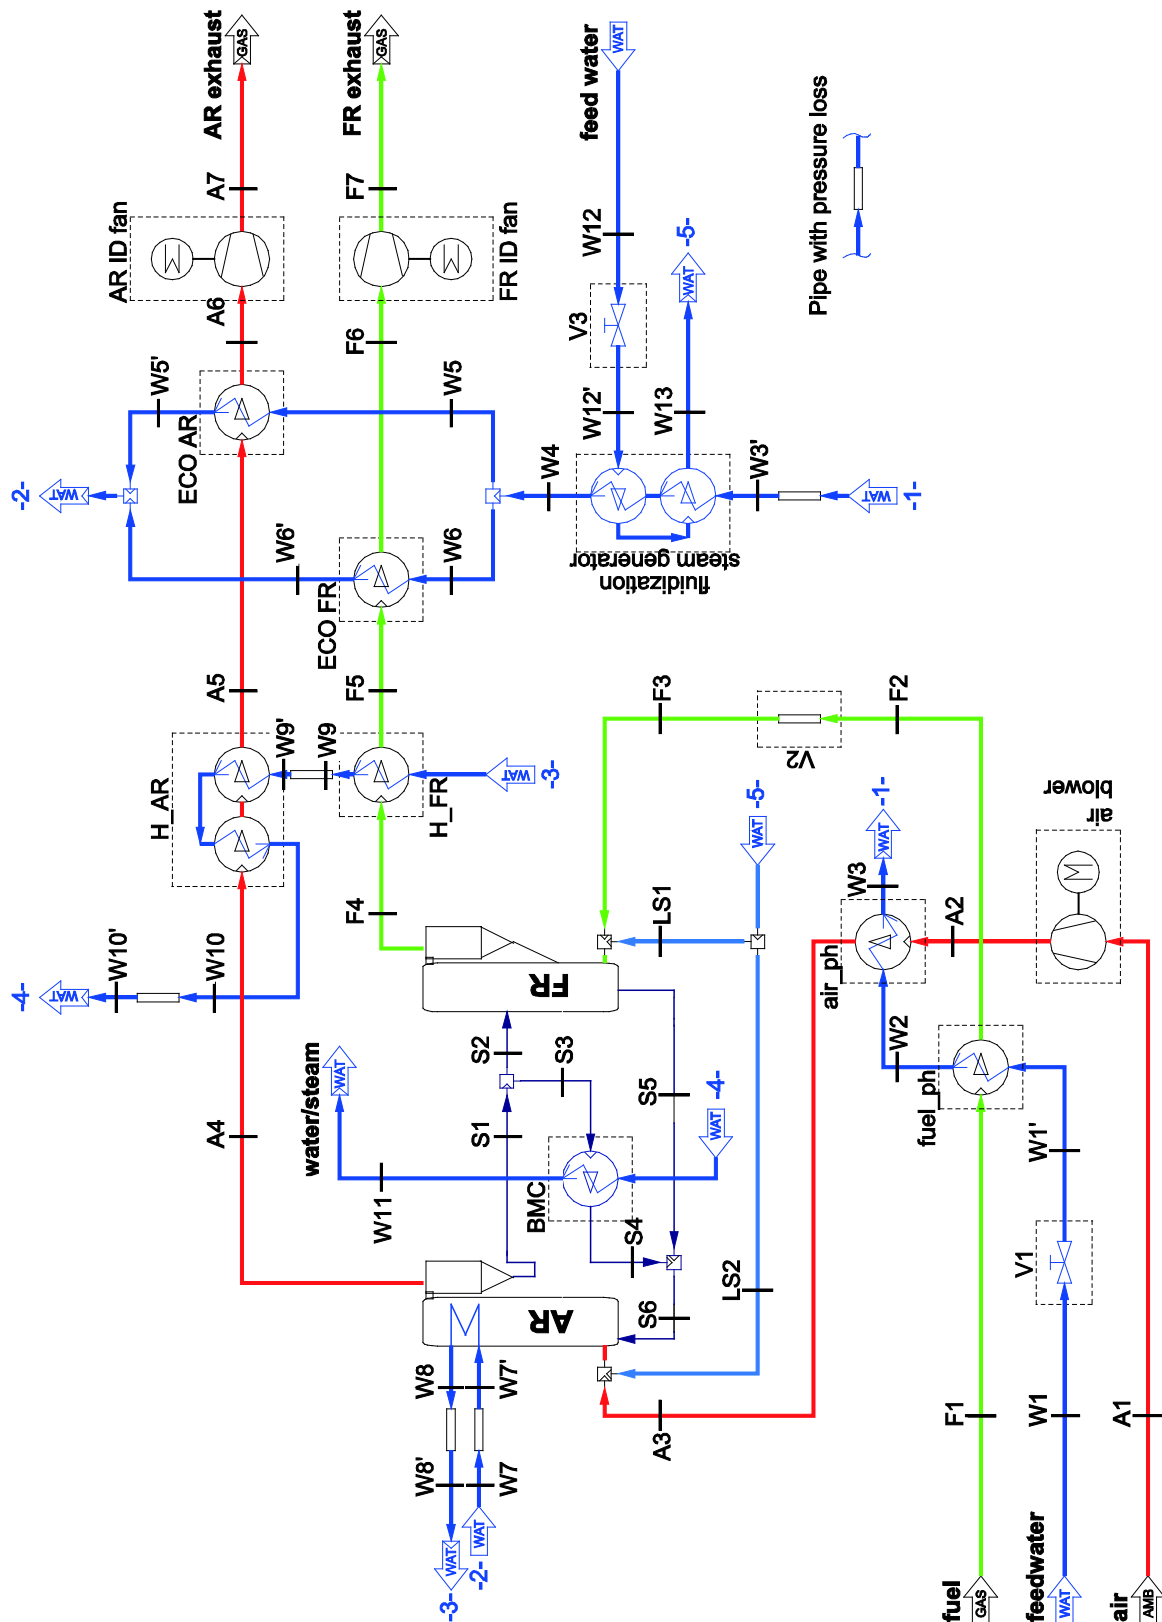 AR exhaust
GAS
A7
AR ID fan
M
A6
W5'
ECO AR
-2-
WAT
W6'
A5
W9'
H_AR
W9
W10'
W10
-4-
WAT
A4
FR exhaust
GAS
F7
FR ID fan
M
F6
W5
ECO FR
W6
F5
H_FR
WAT
-3-
F4
feed water
WAT
W12
V3
W12'
W13
-5-
WAT
W4
W3'
WAT
-1-
fluidization
steam generator
Pipe with pressure loss
F3
V2
F2
-5-
WAT
LS1
FR
S2
S3
S1
S5
water/steam
WAT
W11
BMC
-4-
WAT
S4
S6
LS2
AR
W8
W7'
W8'
W7
-3-
WAT
-2-
WAT
A3
air
blower
M
-1-
WAT
W3
A2
air_ph
W2
fuel_ph
W1'
V1
F1
W1
A1
fuel
GAS
feedwater
WAT
air
AMB